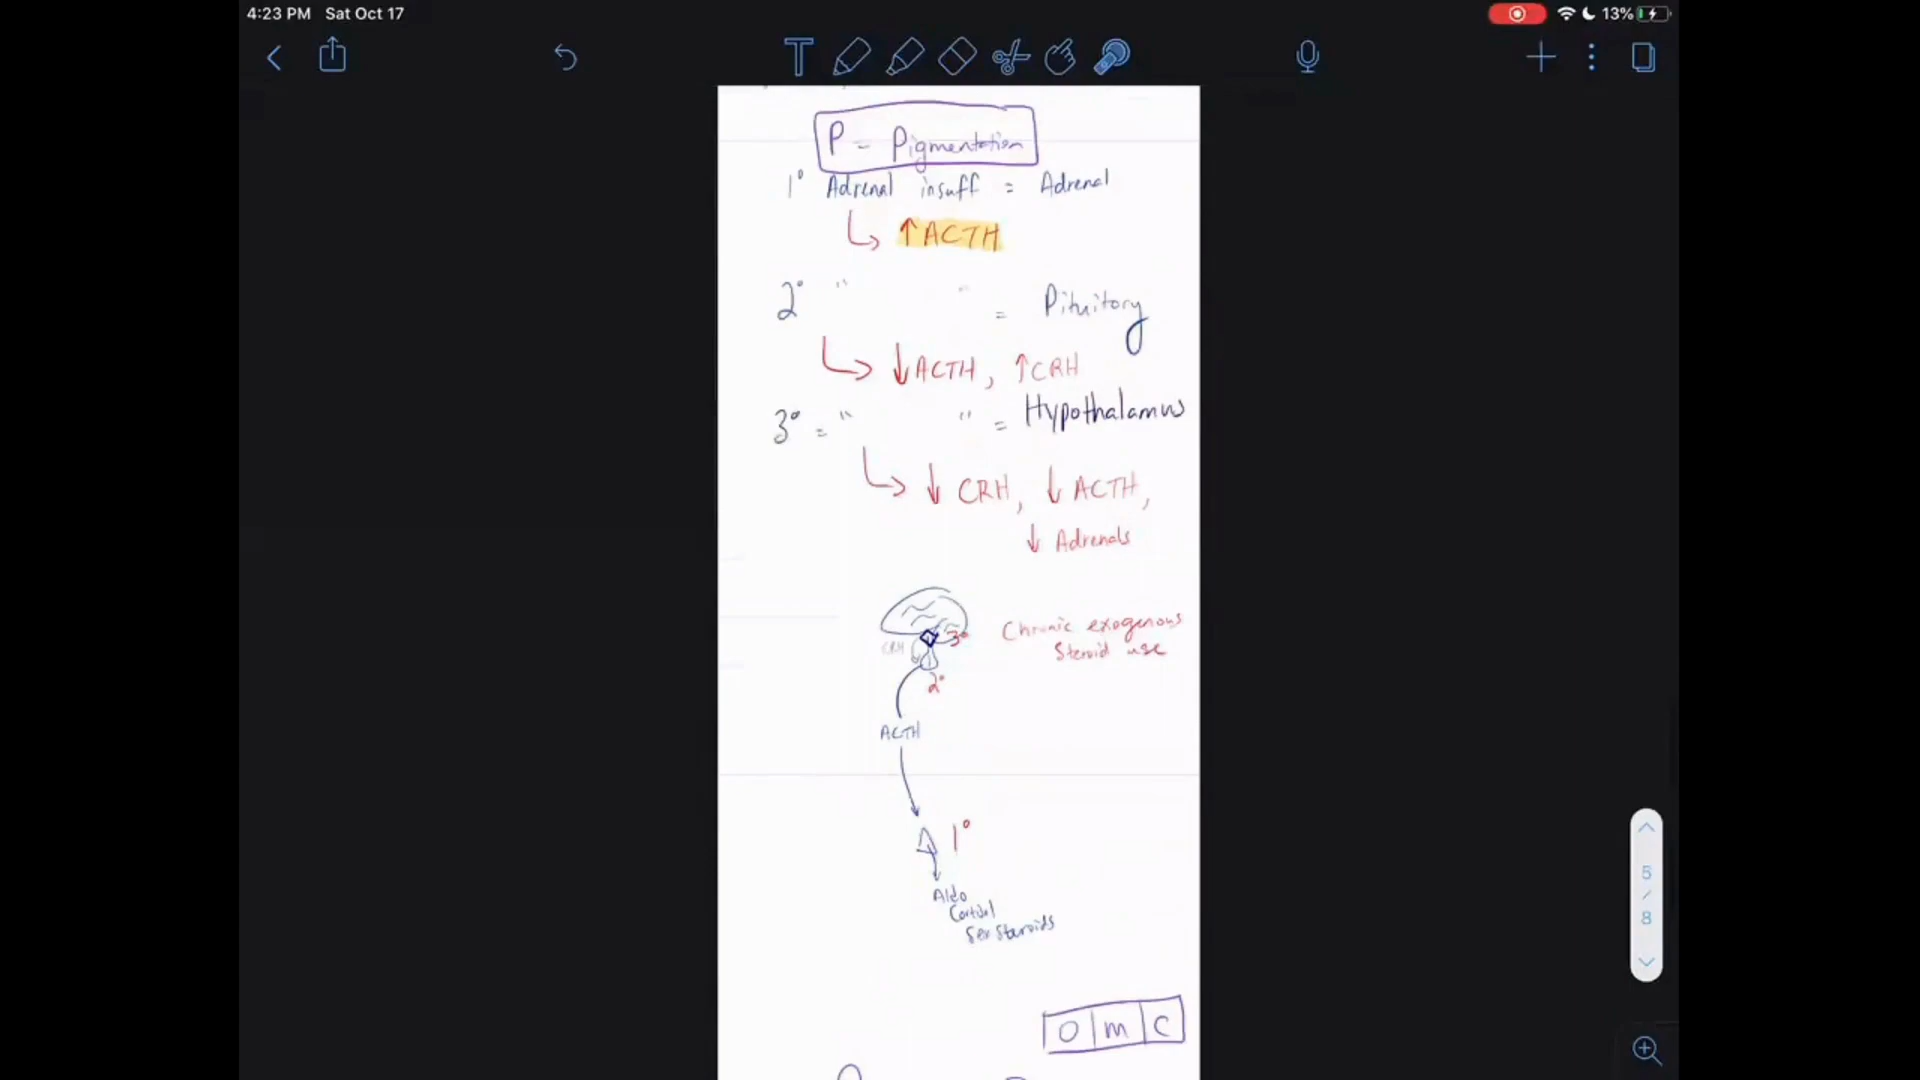 4:23 PM Sat Oct 17
13%
T
P = Pigmentation
1° Adrenal insuff = Adrenal
↳ ↑ACTH
2° " " = Pituitory
↳ ↓ACTH, ↑CRH
3° = " " = Hypothalamus
↳ ↓ CRH, ↓ ACTH,
↓ Adrenals
3°
Chronic exogenous
Steroid use
CRH
2°
ACTH
1°
Aldo
Cortisol
Sex Steroids
5
/
8
O m C